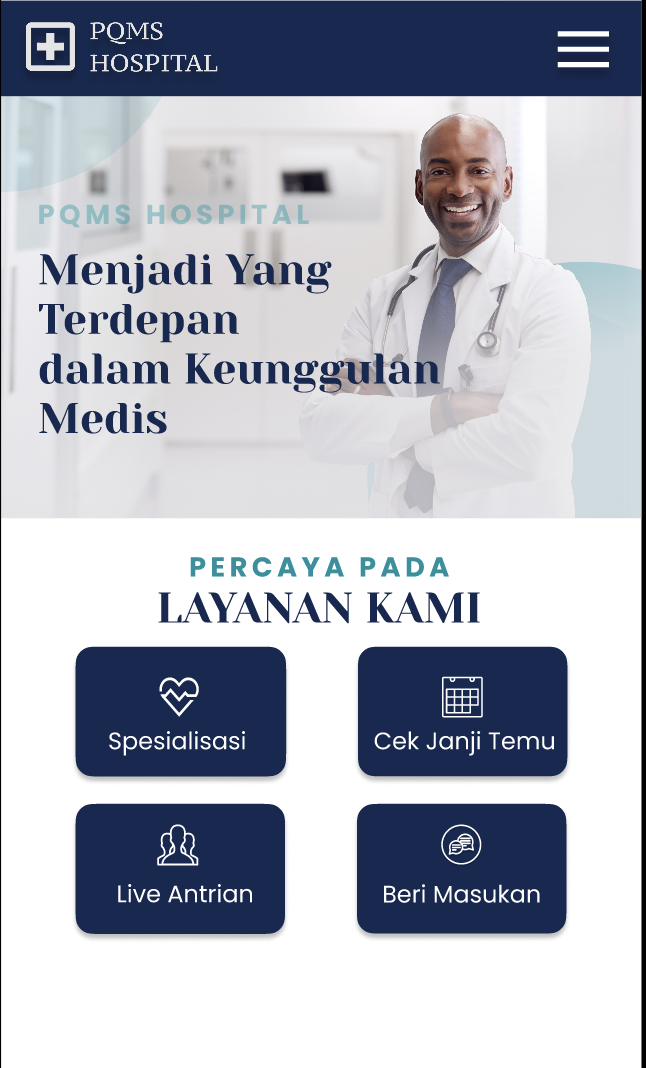 PQMS
HOSPITAL
PQMS HOSPITAL
Menjadi Yang
Terdepan
dalam Keunggulan
Medis
PERCAYA PADA
LAYANAN KAMI
Spesialisasi
Cek Janji Temu
Live Antrian
Beri Masukan